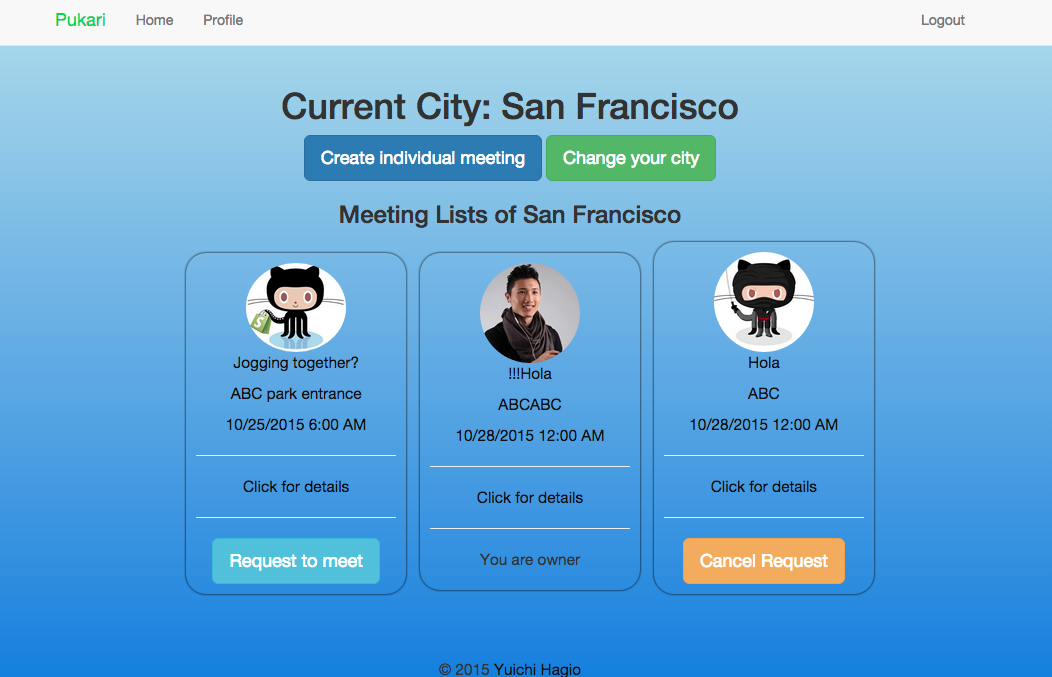 Pukari Home Profile Logout
Current City: San Francisco
Create individual meeting Change your city
Meeting Lists of San Francisco
Jogging together?
ABC park entrance
10/25/2015 6:00 AM
Click for details
Request to meet
!!!Hola
ABCABC
10/28/2015 12:00 AM
Click for details
You are owner
Hola
ABC
10/28/2015 12:00 AM
Click for details
Cancel Request
© 2015 Yuichi Hagio